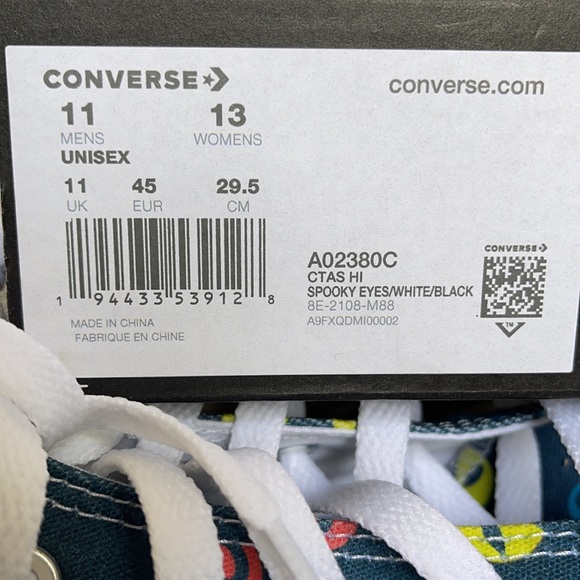 CONVERSE
converse.com
11 13
MENS WOMENS
UNISEX
11 45 29.5
UK EUR CM
1 94433 53912 8
MADE IN CHINA
FABRIQUE EN CHINE
CONVERSE
A02380C
CTAS HI
SPOOKY EYES/WHITE/BLACK
8E-2108-M88
A9FXQDMI00002
TM